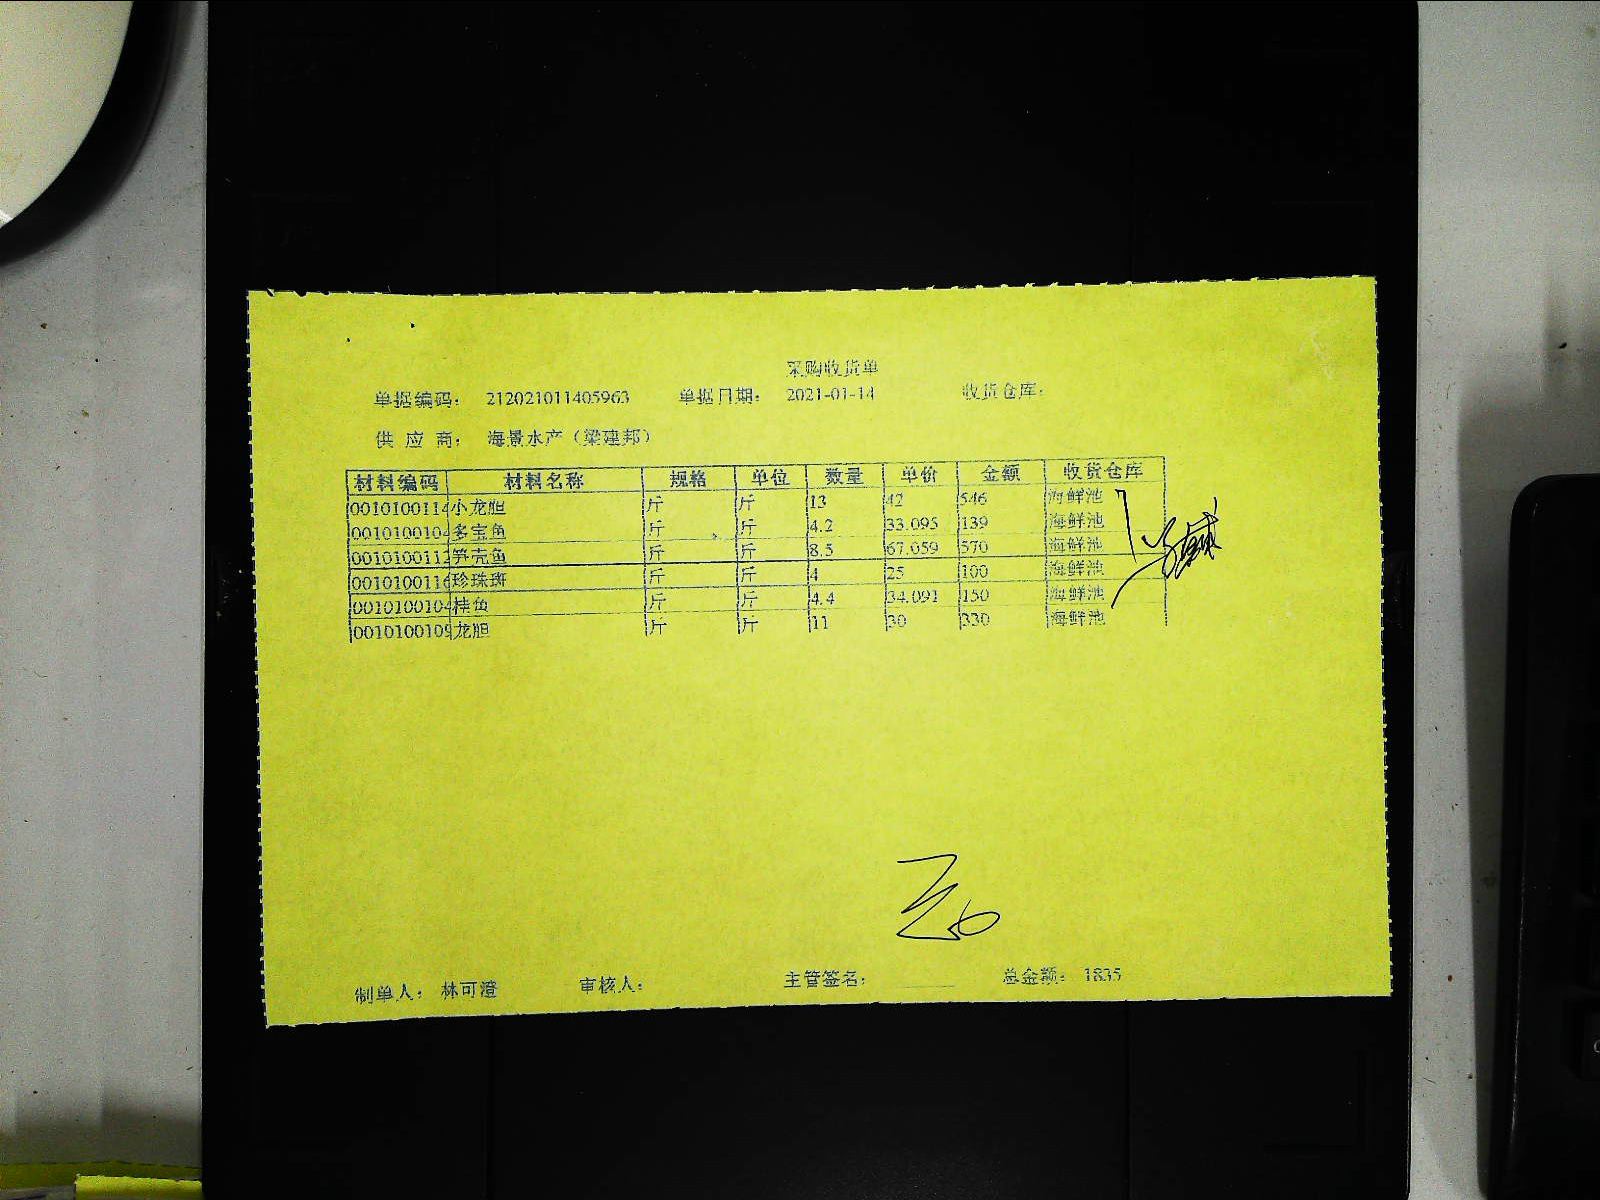 采购收货单
单据编码： 212021011405963 单据日期： 2021-01-14 收货仓库：
供 应 商： 海景水产（梁建邦）
材料编码 材料名称 规格 单位 数量 单价 金额 收货仓库
0010100114 小龙胆 斤 斤 13 42 546 海鲜池
0010100104 多宝鱼 斤 斤 4.2 33.095 139 海鲜池
0010100112 笋壳鱼 斤 斤 8.5 67.059 570 海鲜池
0010100116 珍珠斑 斤 斤 4 25 100 海鲜池
0010100104 桂鱼 斤 斤 4.4 34.091 150 海鲜池
0010100109 龙胆 斤 斤 11 30 330 海鲜池
制单人： 林可澄 审核人： 主管签名： 总金额： 1835